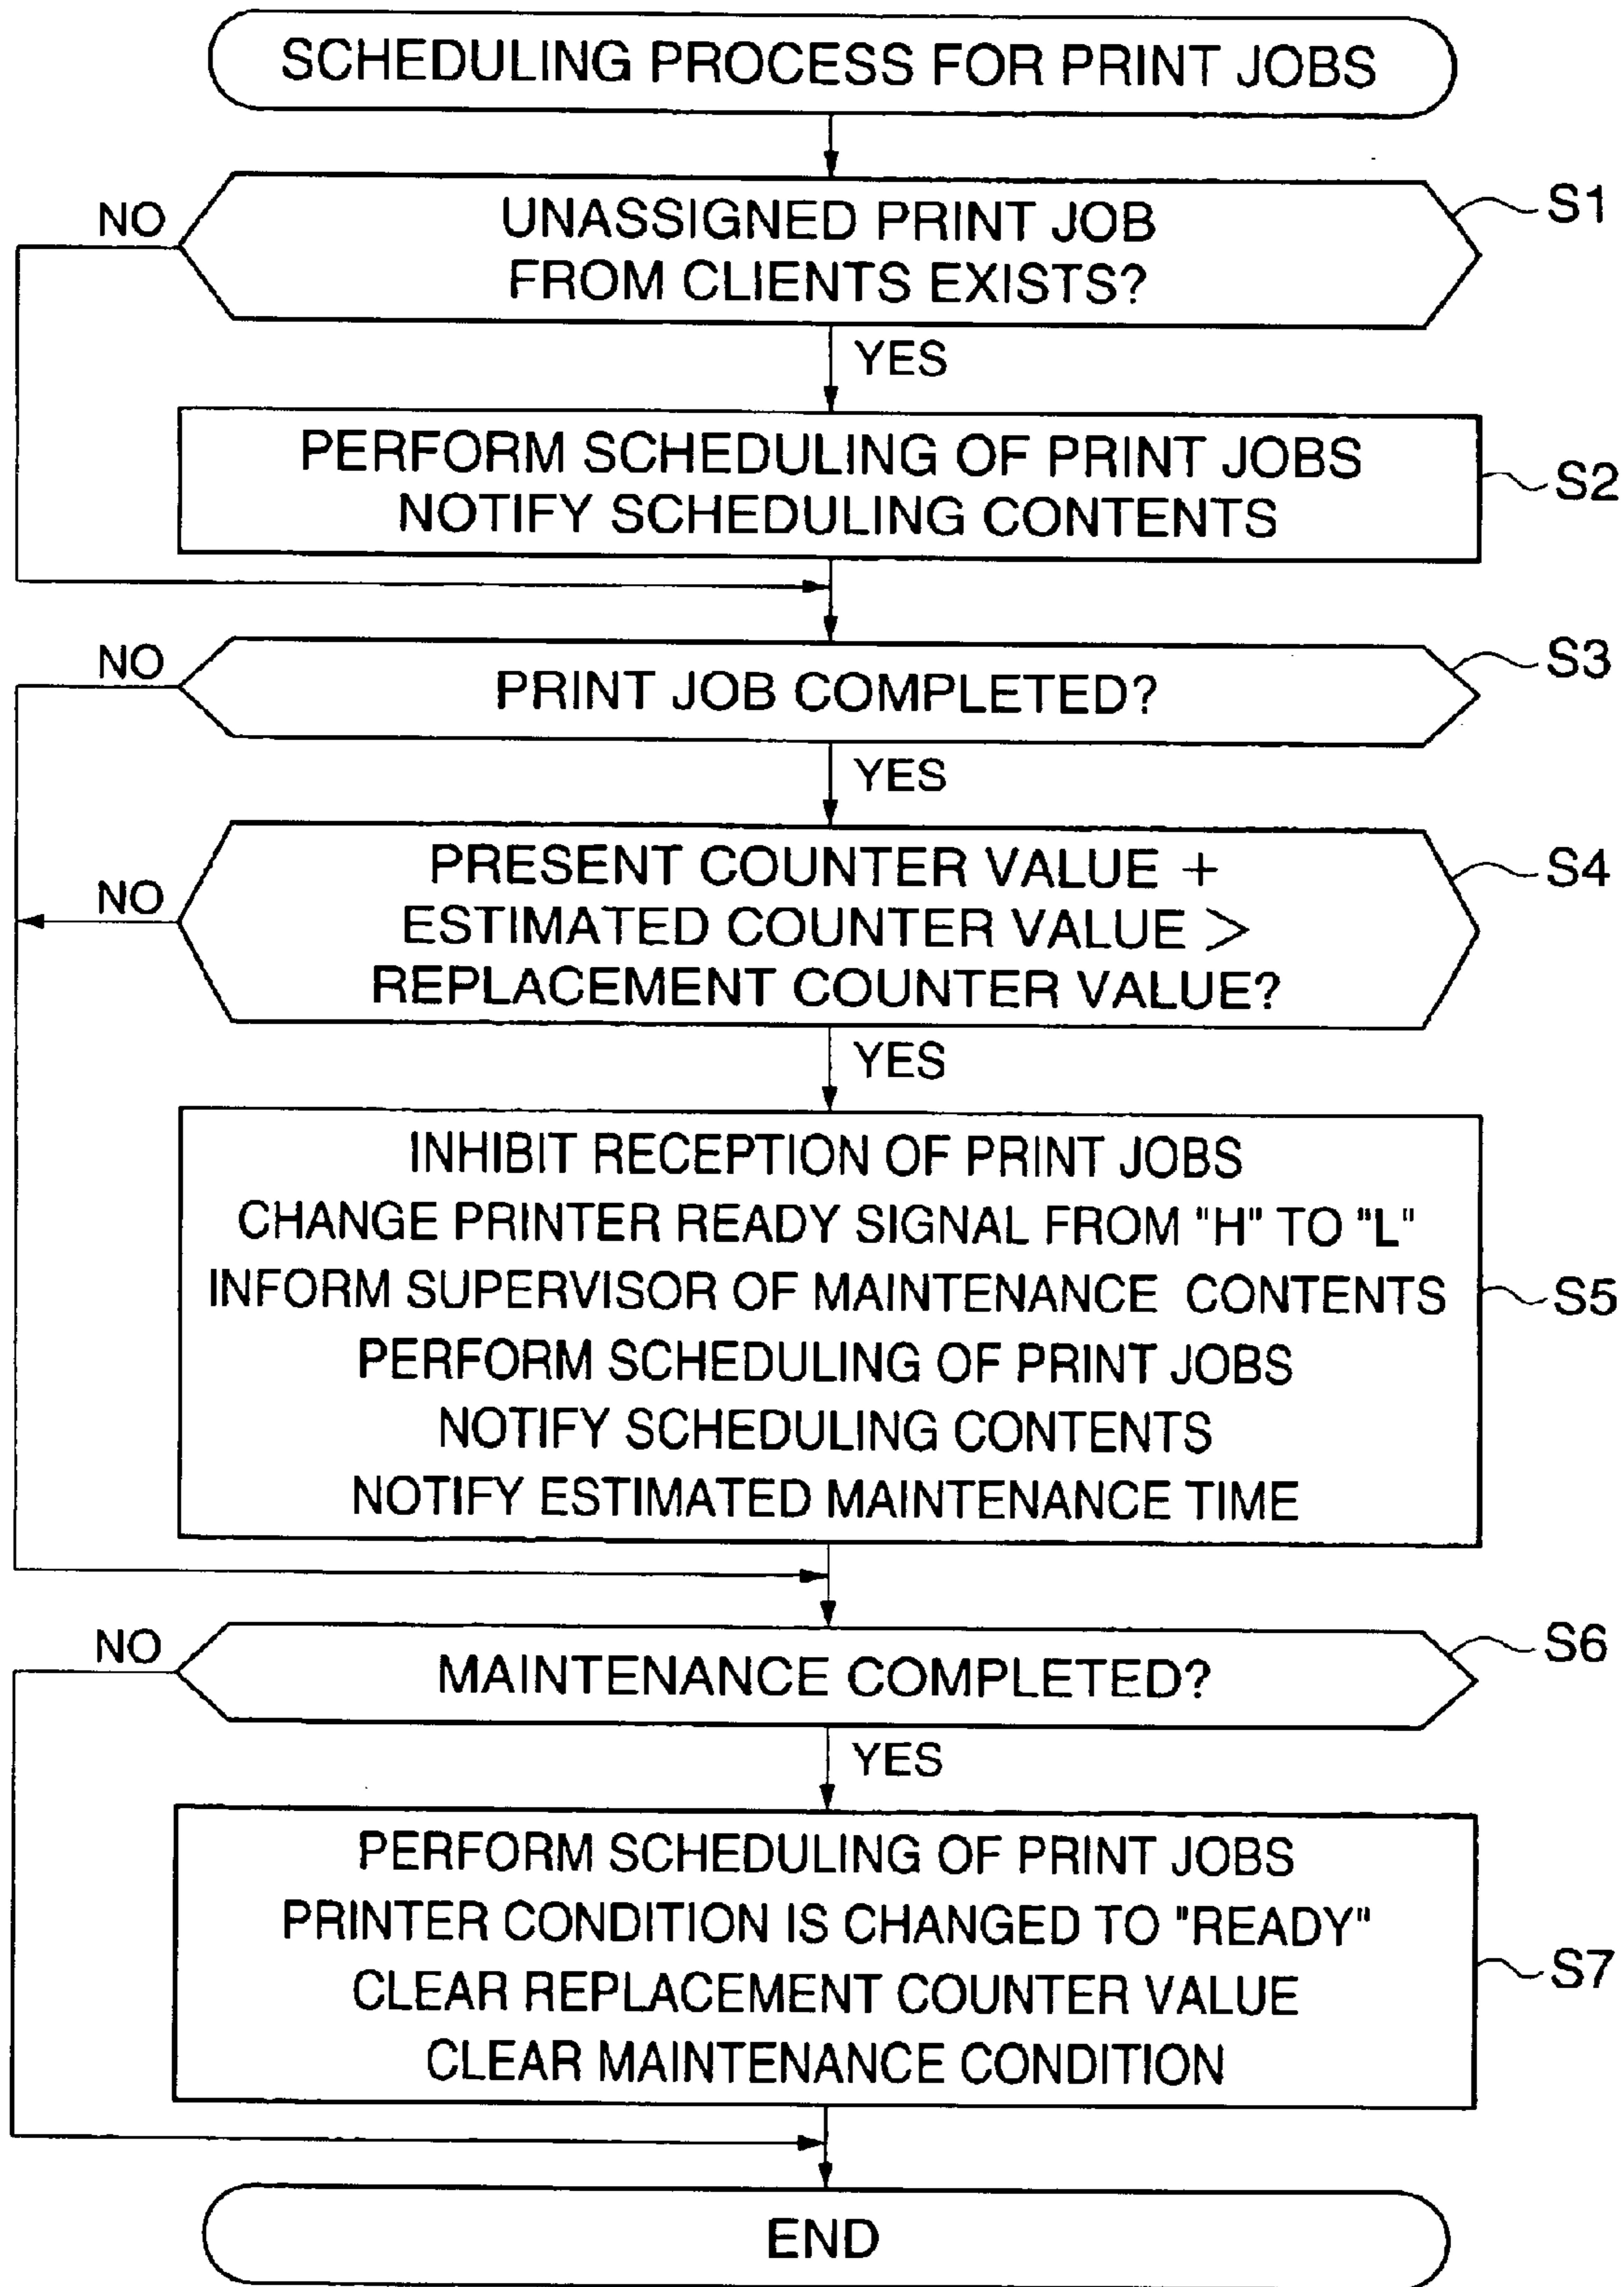 SCHEDULING PROCESS FOR PRINT JOBS
NO
UNASSIGNED PRINT JOB
FROM CLIENTS EXISTS?
S1
YES
PERFORM SCHEDULING OF PRINT JOBS
NOTIFY SCHEDULING CONTENTS
S2
NO
PRINT JOB COMPLETED?
S3
YES
NO
PRESENT COUNTER VALUE +
ESTIMATED COUNTER VALUE >
REPLACEMENT COUNTER VALUE?
S4
YES
INHIBIT RECEPTION OF PRINT JOBS
CHANGE PRINTER READY SIGNAL FROM "H" TO "L"
INFORM SUPERVISOR OF MAINTENANCE CONTENTS
PERFORM SCHEDULING OF PRINT JOBS
NOTIFY SCHEDULING CONTENTS
NOTIFY ESTIMATED MAINTENANCE TIME
S5
NO
MAINTENANCE COMPLETED?
S6
YES
PERFORM SCHEDULING OF PRINT JOBS
PRINTER CONDITION IS CHANGED TO "READY"
CLEAR REPLACEMENT COUNTER VALUE
CLEAR MAINTENANCE CONDITION
S7
END